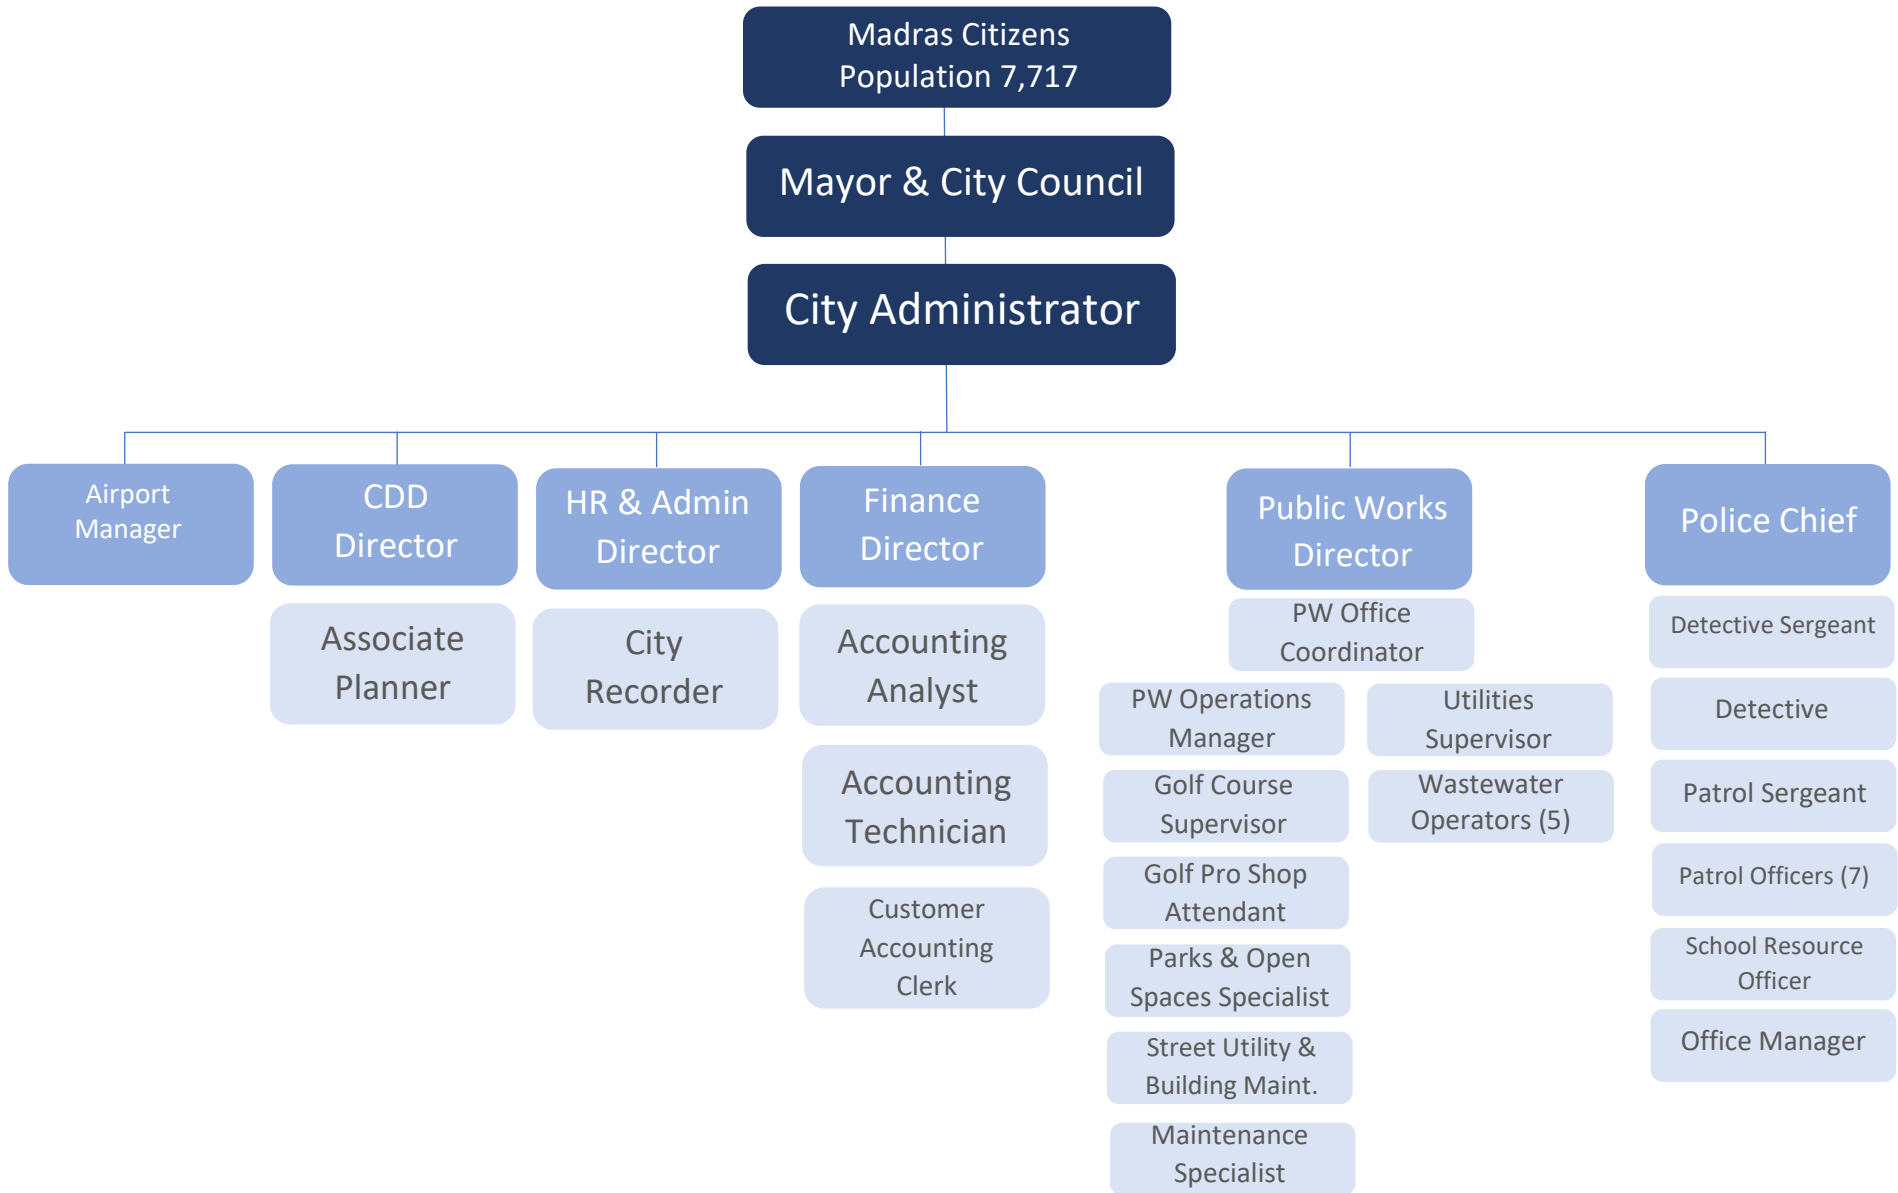 Madras Citizens
Population 7,717
Mayor & City Council
City Administrator
Airport
Manager
CDD
Director
HR & Admin
Director
Finance
Director
Public Works
Director
Police Chief
Associate
Planner
City
Recorder
Accounting
Analyst
Accounting
Technician
Customer
Accounting
Clerk
PW Office
Coordinator
PW Operations
Manager
Golf Course
Supervisor
Golf Pro Shop
Attendant
Parks & Open
Spaces Specialist
Street Utility &
Building Maint.
Maintenance
Specialist
Utilities
Supervisor
Wastewater
Operators (5)
Detective Sergeant
Detective
Patrol Sergeant
Patrol Officers (7)
School Resource
Officer
Office Manager